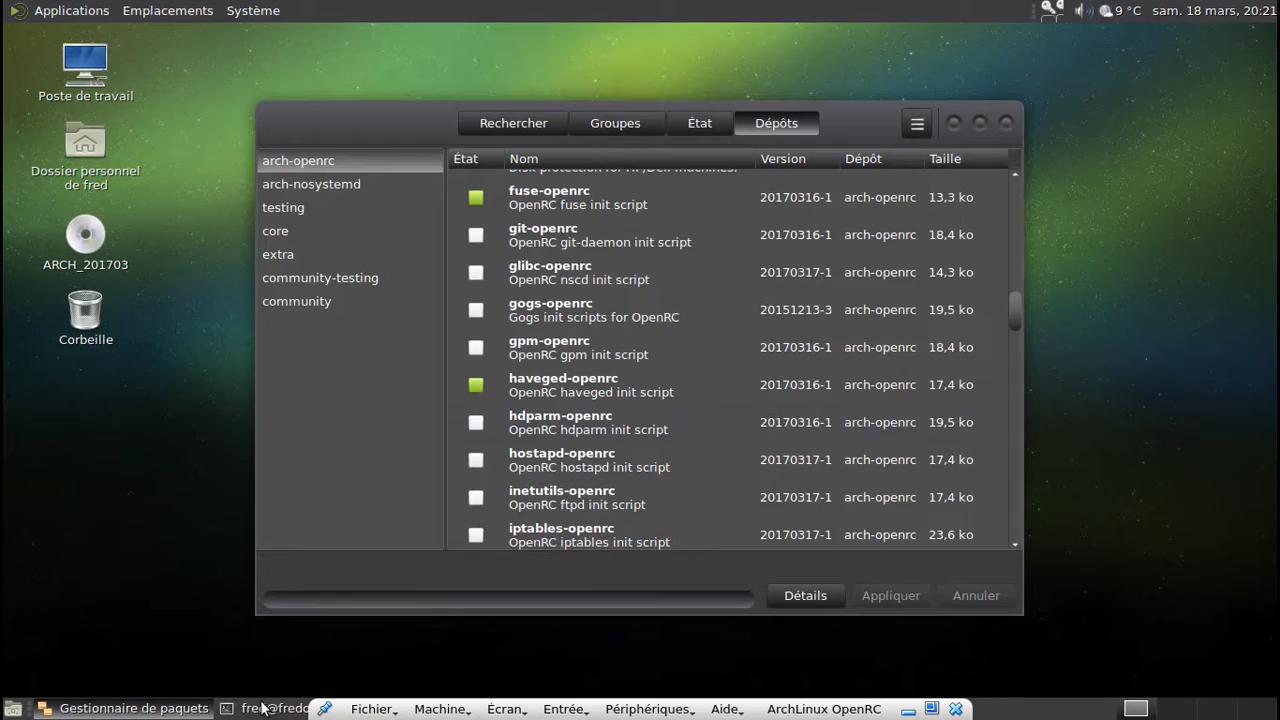 Applications Emplacements Système 9 °C sam. 18 mars, 20:21
Poste de travail
Dossier personnel
de fred
ARCH_201703
Corbeille
Rechercher Groupes État Dépôts
arch-openrc
arch-nosystemd
testing
core
extra
community-testing
community
État Nom Version Dépôt Taille
Disk protection for HP/Dell machines.
fuse-openrc
OpenRC fuse init script 20170316-1 arch-openrc 13,3 ko
git-openrc
OpenRC git-daemon init script 20170316-1 arch-openrc 18,4 ko
glibc-openrc
OpenRC nscd init script 20170317-1 arch-openrc 14,3 ko
gogs-openrc
Gogs init scripts for OpenRC 20151213-3 arch-openrc 19,5 ko
gpm-openrc
OpenRC gpm init script 20170316-1 arch-openrc 18,4 ko
haveged-openrc
OpenRC haveged init script 20170316-1 arch-openrc 17,4 ko
hdparm-openrc
OpenRC hdparm init script 20170316-1 arch-openrc 19,5 ko
hostapd-openrc
OpenRC hostapd init script 20170317-1 arch-openrc 17,4 ko
inetutils-openrc
OpenRC ftpd init script 20170317-1 arch-openrc 17,4 ko
iptables-openrc
OpenRC iptables init script 20170317-1 arch-openrc 23,6 ko
Détails Appliquer Annuler
Gestionnaire de paquets Fichier Machine Écran Entrée Périphériques Aide ArchLinux OpenRC